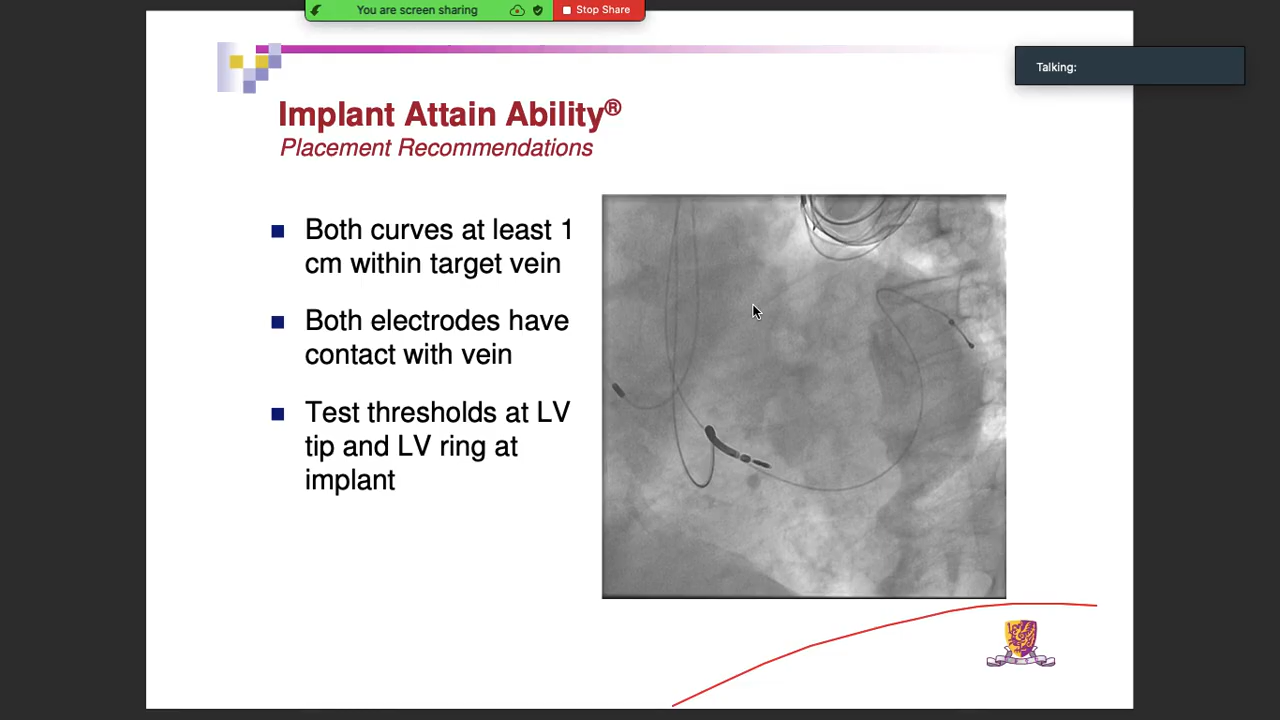 You are screen sharing
Stop Share
Talking:
Implant Attain Ability®
Placement Recommendations
Both curves at least 1
cm within target vein
Both electrodes have
contact with vein
Test thresholds at LV
tip and LV ring at
implant